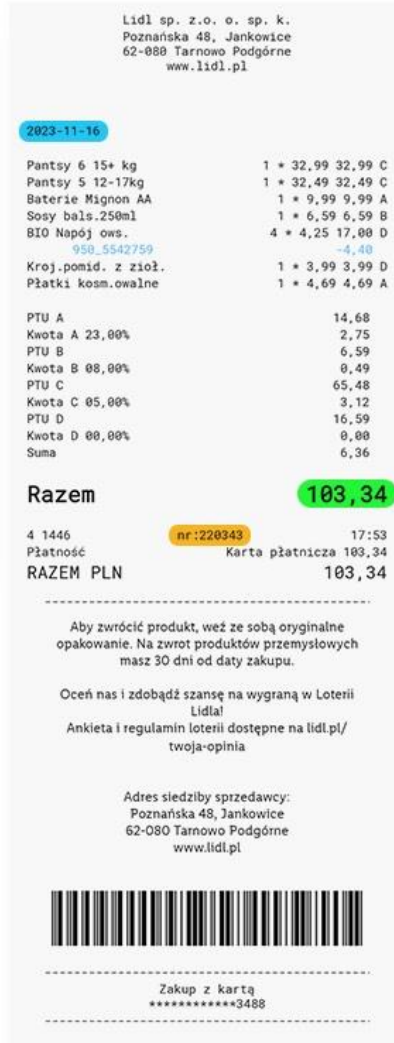 Lidl sp. z.o. o. sp. k.
Poznańska 48, Jankowice
62-080 Tarnowo Podgórne
www.lidl.pl
2023-11-16
Pantsy 6 15+ kg 1 * 32,99 32,99 C
Pantsy 5 12-17kg 1 * 32,49 32,49 C
Baterie Mignon AA 1 * 9,99 9,99 A
Sosy bals.250ml 1 * 6,59 6,59 B
BIO Napój ows. 4 * 4,25 17,00 D
950_5542759 -4,40
Kroj.pomid. z zioł. 1 * 3,99 3,99 D
Płatki kosm.owalne 1 * 4,69 4,69 A
PTU A 14,68
Kwota A 23,00% 2,75
PTU B 6,59
Kwota B 08,00% 0,49
PTU C 65,48
Kwota C 05,00% 3,12
PTU D 16,59
Kwota D 00,00% 0,00
Suma 6,36
Razem 103,34
4 1446 nr:220343 17:53
Płatność Karta płatnicza 103,34
RAZEM PLN 103,34
Aby zwrócić produkt, weź ze sobą oryginalne
opakowanie. Na zwrot produktów przemysłowych
masz 30 dni od daty zakupu.
Oceń nas i zdobądź szansę na wygraną w Loterii
Lidla!
Ankieta i regulamin loterii dostępne na lidl.pl/
twoja-opinia
Adres siedziby sprzedawcy:
Poznańska 48, Jankowice
62-080 Tarnowo Podgórne
www.lidl.pl
Zakup z kartą
************3488